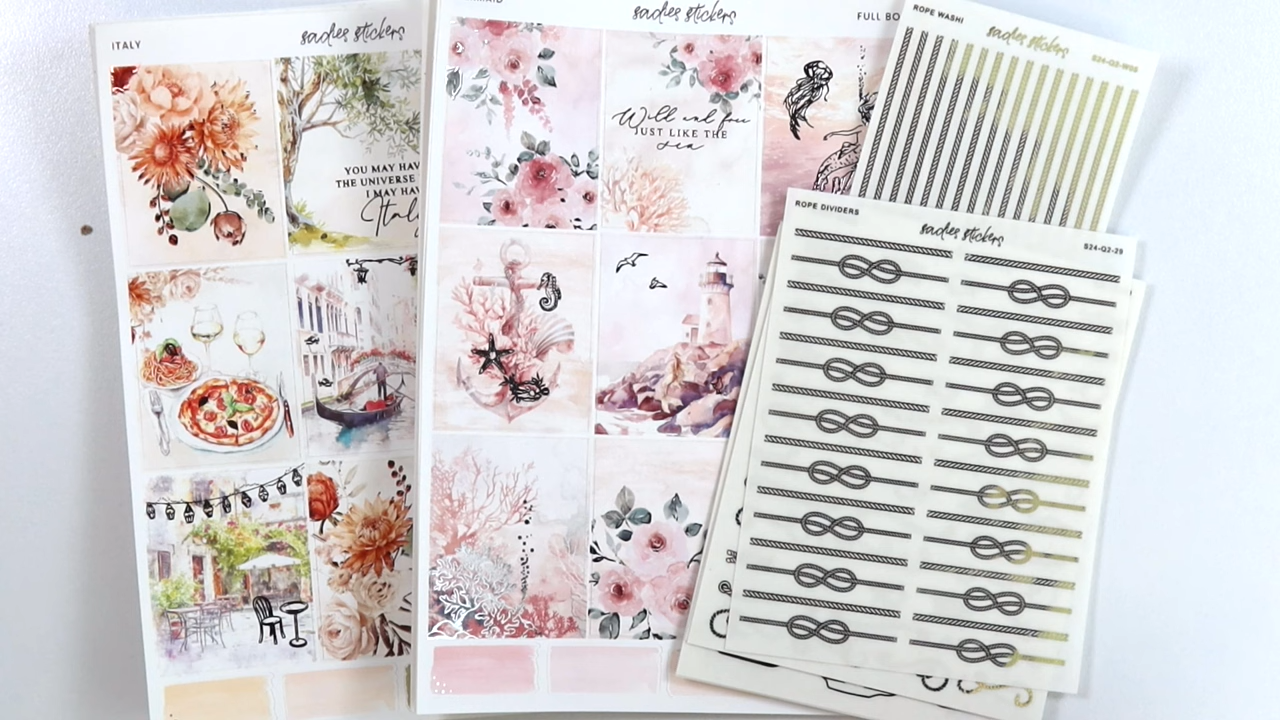 ITALY
sadies stickers
YOU MAY HAV
THE UNIVERSE
I MAY HAV
Italy
sadies stickers
FULL BO
Wild and free
JUST LIKE THE
sea
ROPE WASHI
sadies stickers
S24-Q2-W05
ROPE DIVIDERS
sadies stickers
S24-Q2-29